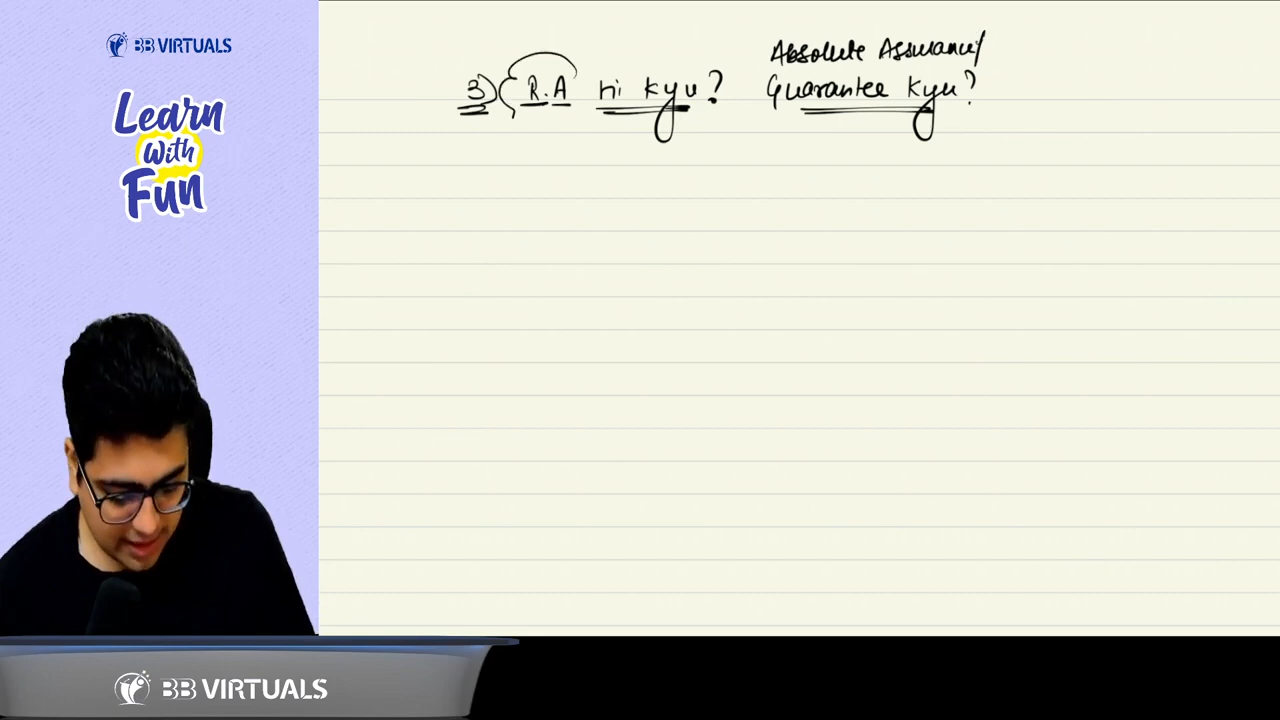 BB VIRTUALS
Learn
With
Fun
Absolute Assurance/
3) R.A hi kyu? Guarantee kyu?
BB VIRTUALS